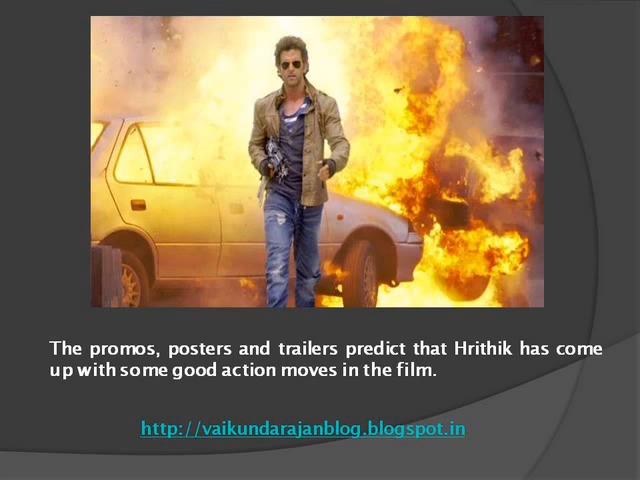 The promos, posters and trailers predict that Hrithik has come
up with some good action moves in the film.
http://vaikundarajanblog.blogspot.in